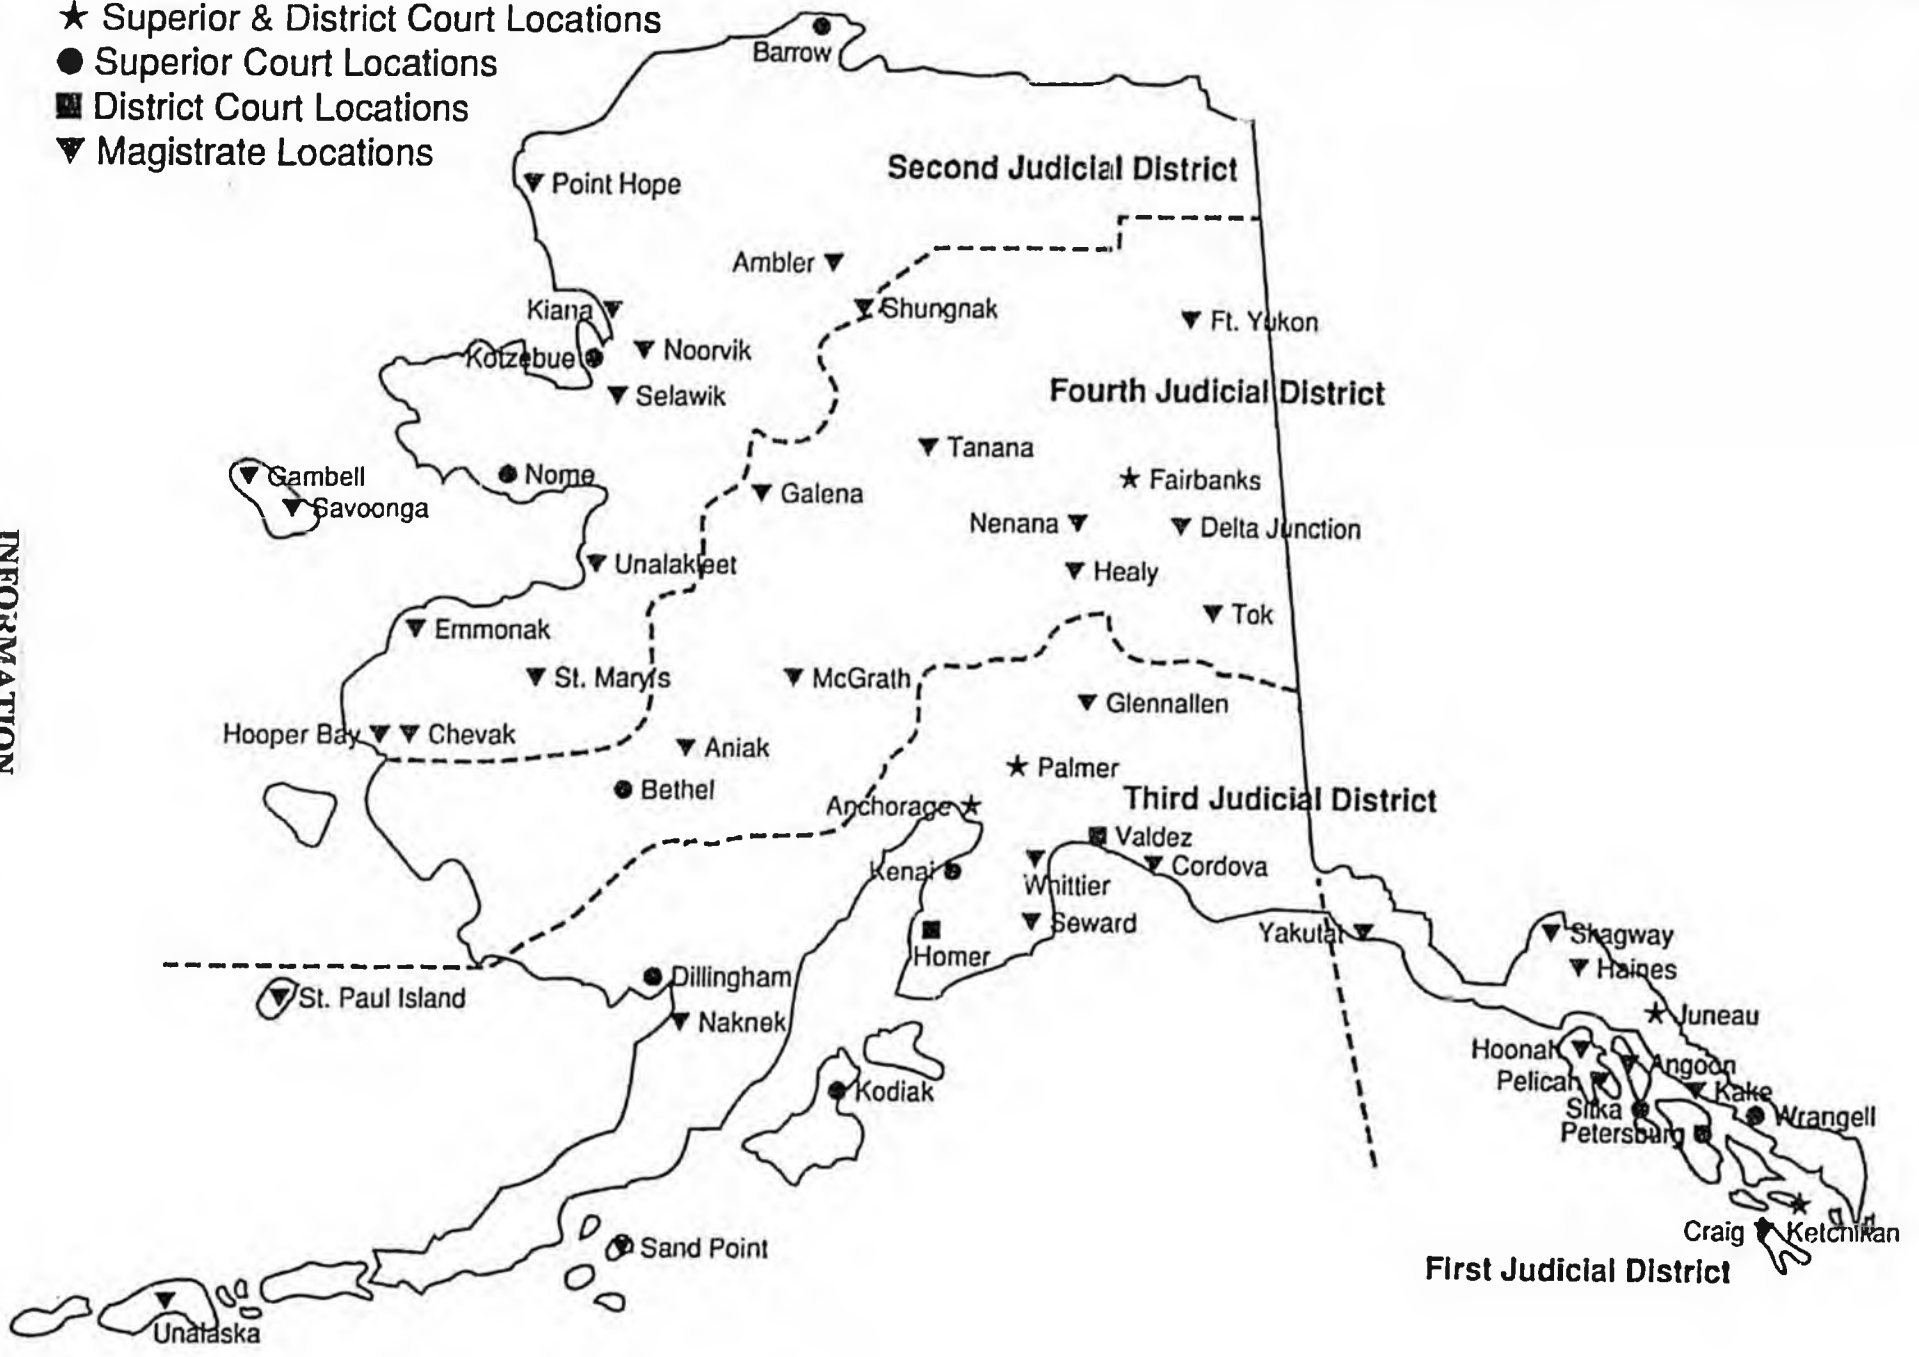 ★ Superior & District Court Locations
● Superior Court Locations
■ District Court Locations
▼ Magistrate Locations
Barrow
Second Judicial District
Point Hope
Ambler
Kiana
Shungnak
Ft. Yukon
Kotzebue
Noorvik
Selawik
Fourth Judicial District
Tanana
Gambell
Nome
Fairbanks
Galena
Savoonga
Nenana
Delta Junction
Unalakleet
Healy
Tok
Emmonak
St. Mary's
McGrath
Glennallen
Hooper Bay
Chevak
Aniak
Palmer
Bethel
Anchorage
Third Judicial District
Valdez
Kenai
Whittier
Cordova
Homer
Seward
Yakutat
Skagway
Haines
Dillingham
St. Paul Island
Naknek
Juneau
Hoonah
Angoon
Pelican
Kodiak
Kake
Sitka
Wrangell
Petersburg
Craig
Ketchikan
Sand Point
First Judicial District
Unalaska
INFORMATION